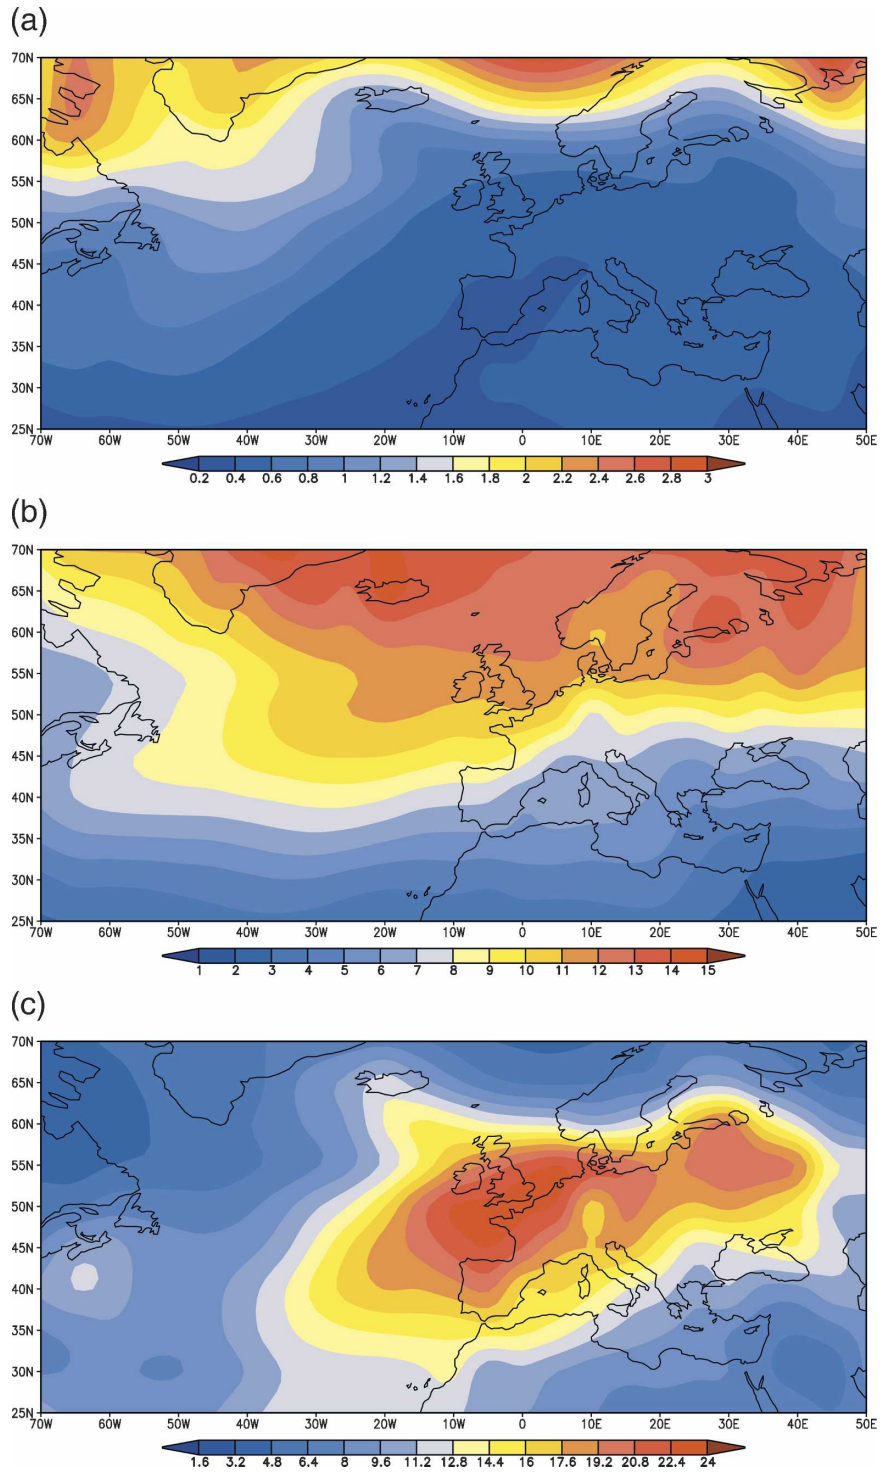 (a)
70N
65N
60N
55N
50N
45N
40N
35N
30N
25N
70W 60W 50W 40W 30W 20W 10W 0 10E 20E 30E 40E 50E
0.2 0.4 0.6 0.8 1 1.2 1.4 1.6 1.8 2 2.2 2.4 2.6 2.8 3
(b)
70N
65N
60N
55N
50N
45N
40N
35N
30N
25N
70W 60W 50W 40W 30W 20W 10W 0 10E 20E 30E 40E 50E
1 2 3 4 5 6 7 8 9 10 11 12 13 14 15
(c)
70N
65N
60N
55N
50N
45N
40N
35N
30N
25N
70W 60W 50W 40W 30W 20W 10W 0 10E 20E 30E 40E 50E
1.6 3.2 4.8 6.4 8 9.6 11.2 12.8 14.4 16 17.6 19.2 20.8 22.4 24